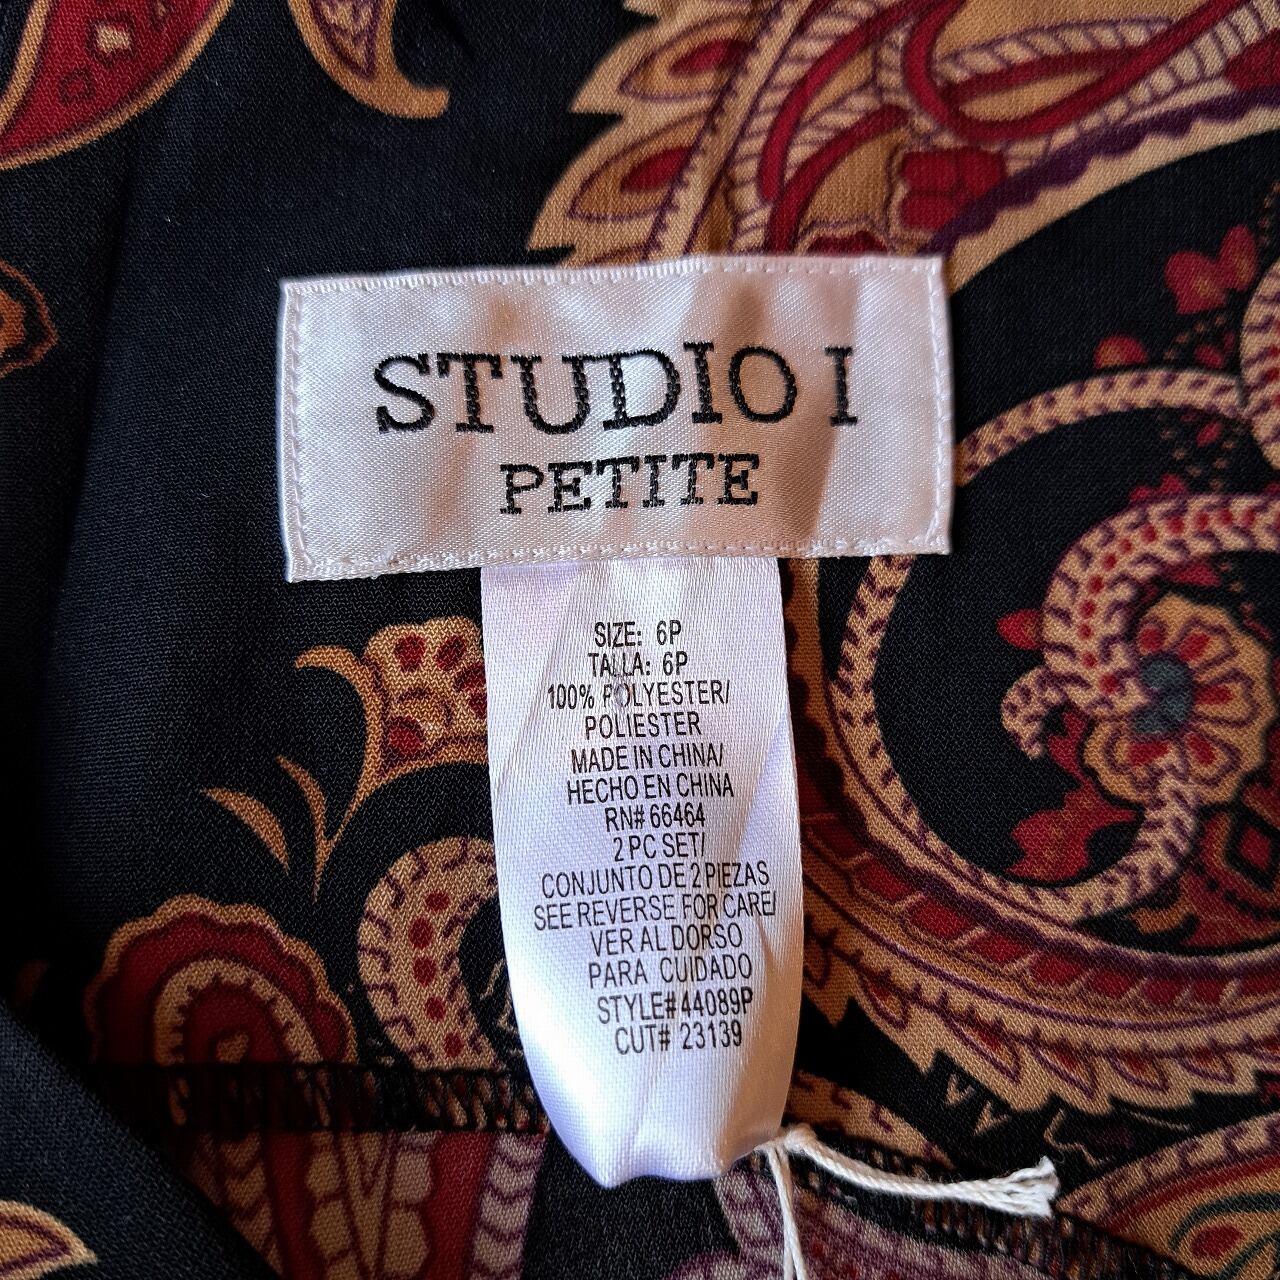 STUDIO I
PETITE
SIZE: 6P
TALLA: 6P
100% POLYESTER/
POLIESTER
MADE IN CHINA/
HECHO EN CHINA
RN# 66464
2 PC SET/
CONJUNTO DE 2 PIEZAS
SEE REVERSE FOR CARE/
VER AL DORSO
PARA CUIDADO
STYLE# 44089P
CUT# 23139